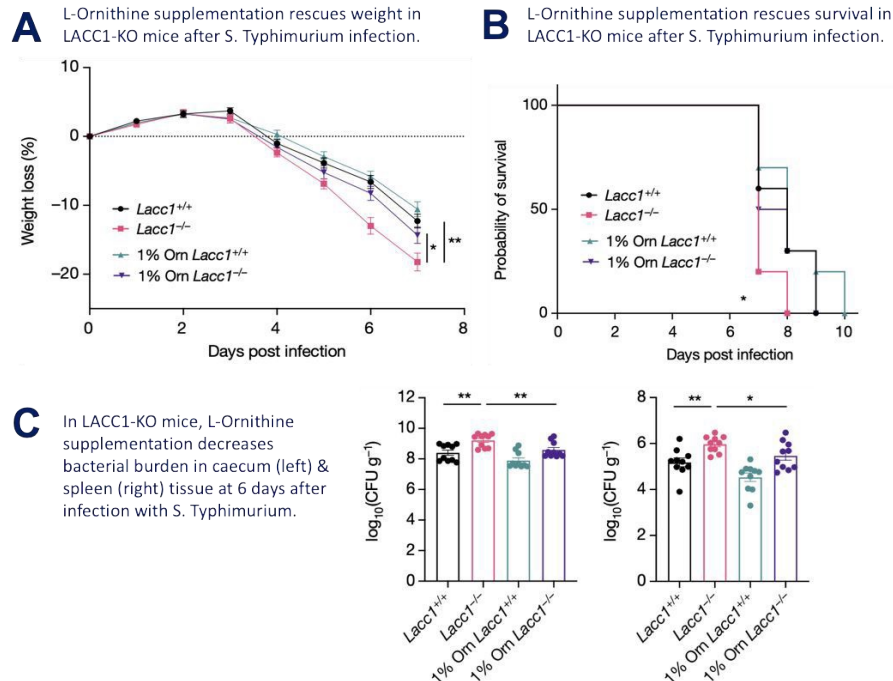 A
L-Ornithine supplementation rescues weight in
LACC1-KO mice after S. Typhimurium infection.
10
0
−10
−20
Weight loss (%)
Lacc1+/+
Lacc1−/−
1% Orn Lacc1+/+
1% Orn Lacc1−/−
*
**
0
2
4
6
8
Days post infection
B
L-Ornithine supplementation rescues survival in
LACC1-KO mice after S. Typhimurium infection.
100
50
0
Probability of survival
Lacc1+/+
Lacc1−/−
1% Orn Lacc1+/+
1% Orn Lacc1−/−
*
0
2
4
6
8
10
Days post infection
C
In LACC1-KO mice, L-Ornithine
supplementation decreases
bacterial burden in caecum (left) &
spleen (right) tissue at 6 days after
infection with S. Typhimurium.
12
10
8
6
4
2
0
log10(CFU g−1)
**
**
Lacc1+/+
Lacc1−/−
1% Orn Lacc1+/+
1% Orn Lacc1−/−
8
6
4
2
0
log10(CFU g−1)
**
*
Lacc1+/+
Lacc1−/−
1% Orn Lacc1+/+
1% Orn Lacc1−/−